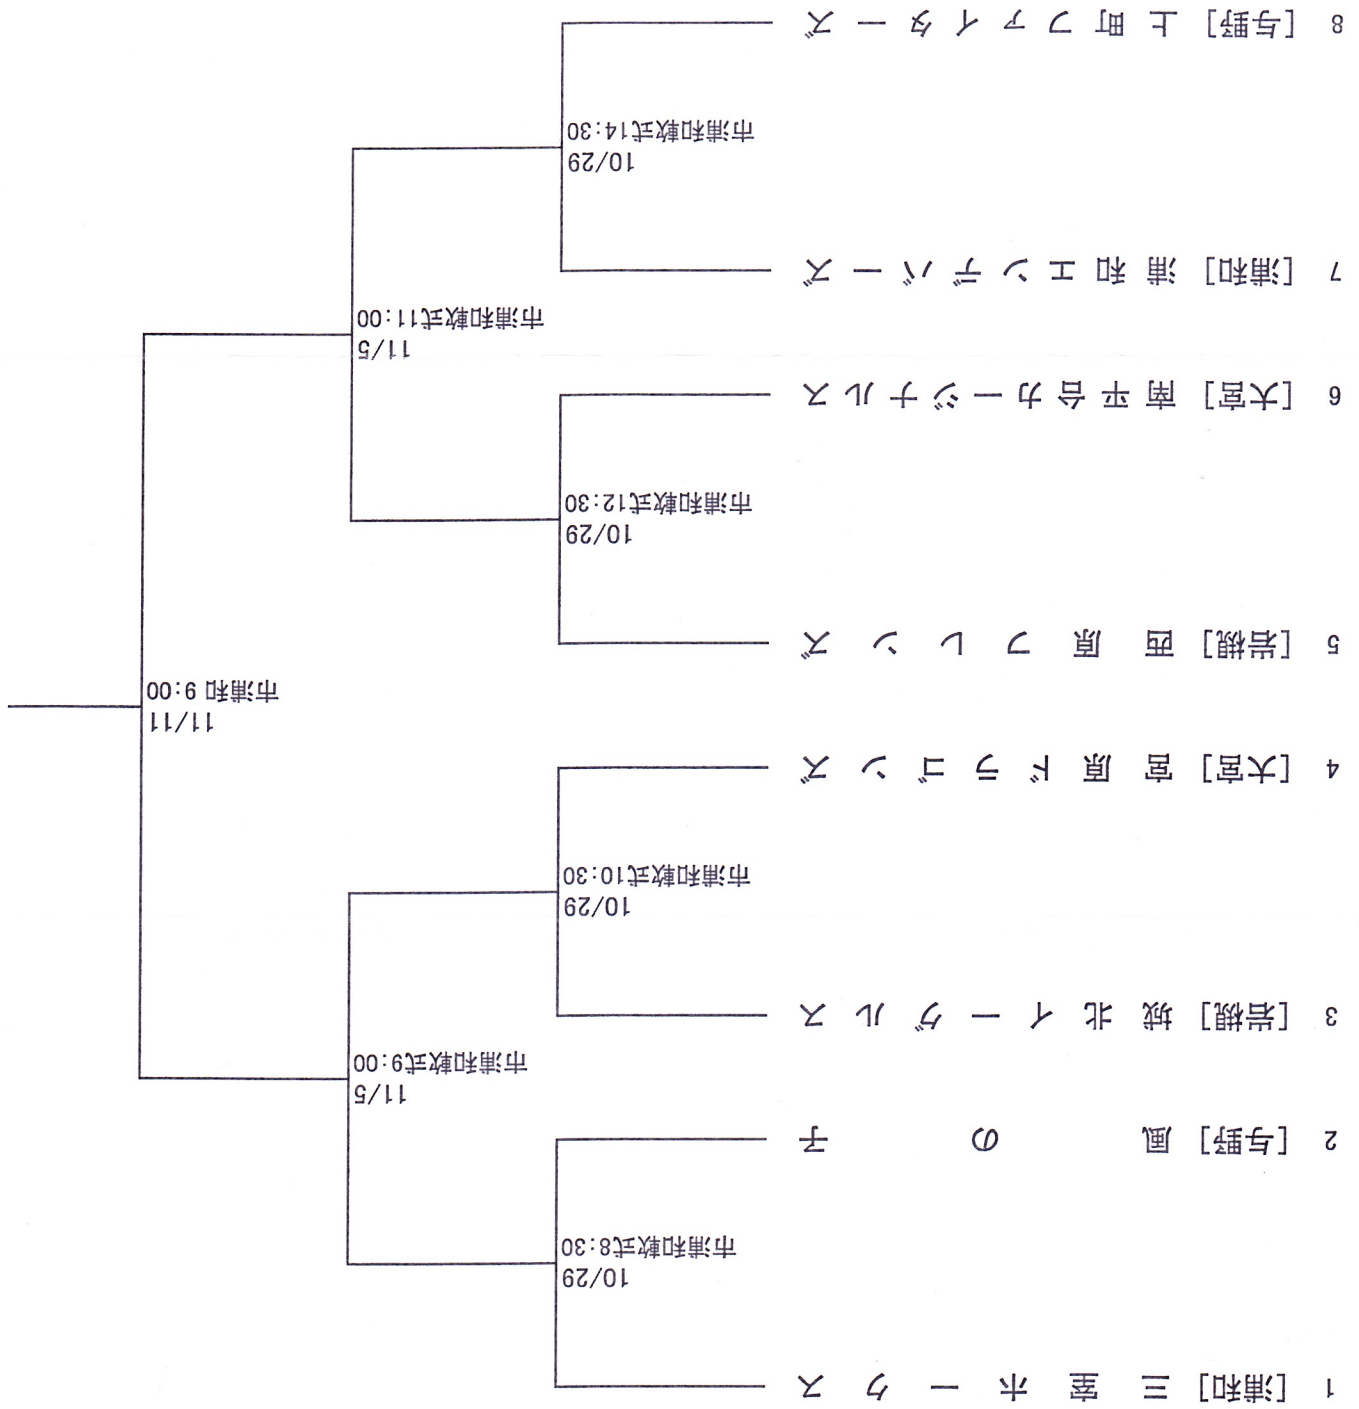 1 [浦和] 三室ホークス
10/29
市浦和軟式8:30
2 [与野] 風の子
11/5
市浦和軟式9:00
3 [岩槻] 城北イーグルス
10/29
市浦和軟式10:30
4 [大宮] 宮原ドラゴンズ
11/11
市浦和 9:00
5 [岩槻] 西原フレンズ
10/29
市浦和軟式12:30
6 [大宮] 南平台カージナルス
11/5
市浦和軟式11:00
7 [浦和] 浦和エンデバーズ
10/29
市浦和軟式14:30
8 [与野] 上町ファイターズ